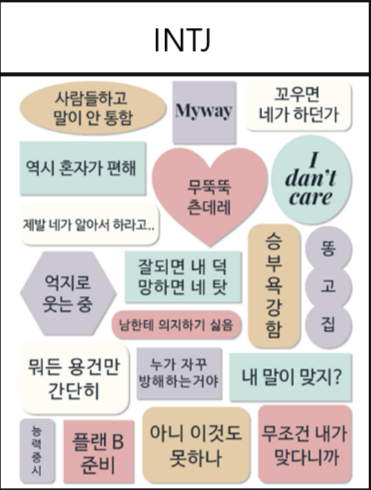 INTJ
사람들하고
말이 안 통함
Myway
꼬우면
네가 하던가
역시 혼자가 편해
무뚝뚝
츤데레
I
dan't
care
제발 네가 알아서 하라고..
억지로
웃는 중
잘되면 내 덕
망하면 네 탓
승
부
욕
강
함
똥
고
집
남한테 의지하기 싫음
뭐든 용건만
간단히
누가 자꾸
방해하는거야
내 말이 맞지?
능
력
중
시
플랜 B
준비
아니 이것도
못하나
무조건 내가
맞다니까